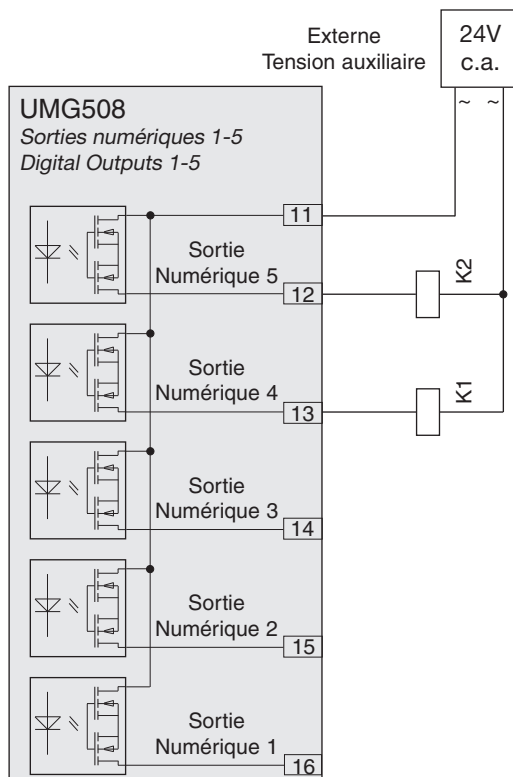 Externe
Tension auxiliaire
24V
c.a.
~ ~
UMG508
Sorties numériques 1-5
Digital Outputs 1-5
11
Sortie
Numérique 5
12
K2
Sortie
Numérique 4
13
K1
Sortie
Numérique 3
14
Sortie
Numérique 2
15
Sortie
Numérique 1
16